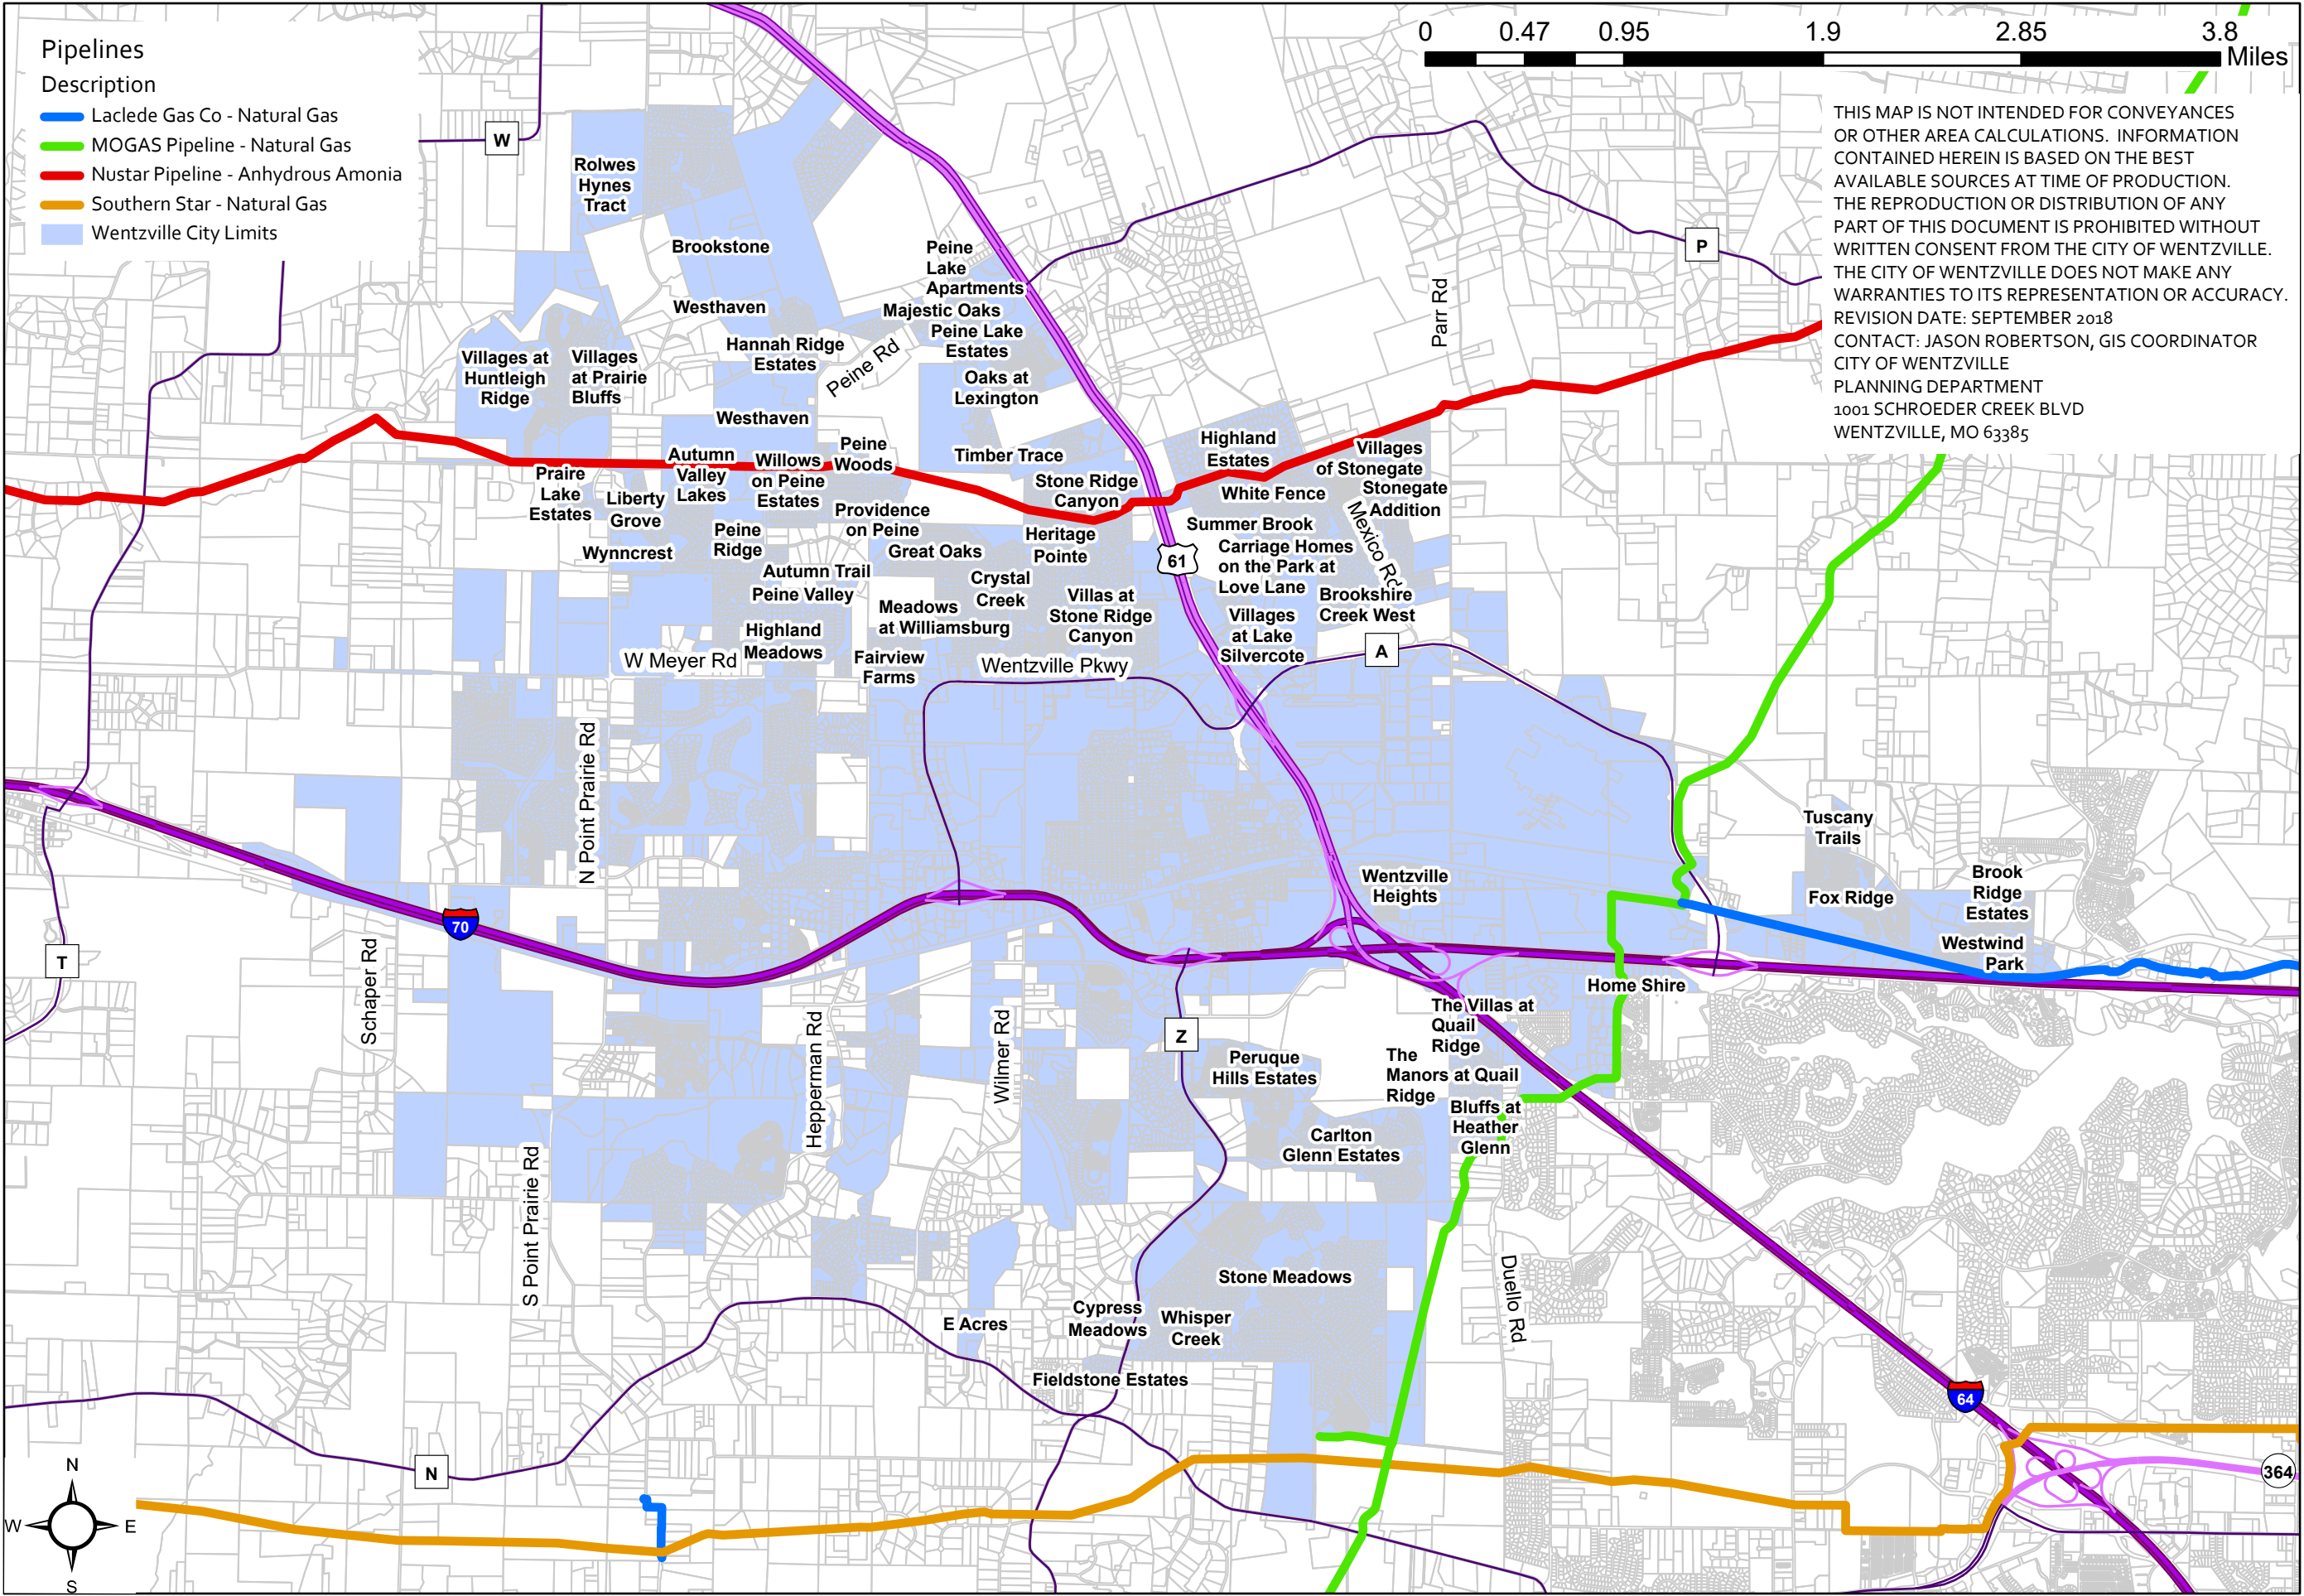 Pipelines
Description
Laclede Gas Co - Natural Gas
MOGAS Pipeline - Natural Gas
Nustar Pipeline - Anhydrous Amonia
Southern Star - Natural Gas
Wentzville City Limits
0 0.47 0.95 1.9 2.85 3.8
Miles
THIS MAP IS NOT INTENDED FOR CONVEYANCES
OR OTHER AREA CALCULATIONS. INFORMATION
CONTAINED HEREIN IS BASED ON THE BEST
AVAILABLE SOURCES AT TIME OF PRODUCTION.
THE REPRODUCTION OR DISTRIBUTION OF ANY
PART OF THIS DOCUMENT IS PROHIBITED WITHOUT
WRITTEN CONSENT FROM THE CITY OF WENTZVILLE.
THE CITY OF WENTZVILLE DOES NOT MAKE ANY
WARRANTIES TO ITS REPRESENTATION OR ACCURACY.
REVISION DATE: SEPTEMBER 2018
CONTACT: JASON ROBERTSON, GIS COORDINATOR
CITY OF WENTZVILLE
PLANNING DEPARTMENT
1001 SCHROEDER CREEK BLVD
WENTZVILLE, MO 63385
W
P
Rolwes
Hynes
Tract
Brookstone
Westhaven
Peine
Lake
Apartments
Majestic Oaks
Peine Lake
Estates
Hannah Ridge
Estates
Peine Rd
Parr Rd
Villages at
Huntleigh
Ridge
Villages
at Prairie
Bluffs
Oaks at
Lexington
Westhaven
Peine
Woods
Timber Trace
Highland
Estates
Villages
of Stonegate
Stonegate
Addition
Autumn
Valley
Lakes
Willows
on Peine
Estates
Praire
Lake
Estates
Liberty
Grove
Stone Ridge
Canyon
White Fence
Mexico Rd
Providence
on Peine
Peine
Ridge
Wynncrest
Great Oaks
Heritage
Pointe
Summer Brook
61
Carriage Homes
on the Park at
Love Lane
Autumn Trail
Peine Valley
Crystal
Creek
Meadows
at Williamsburg
Villas at
Stone Ridge
Canyon
Brookshire
Creek West
Villages
at Lake
Silvercote
Highland
Meadows
W Meyer Rd
Fairview
Farms
Wentzville Pkwy
A
N Point Prairie Rd
Tuscany
Trails
Wentzville
Heights
Fox Ridge
Brook
Ridge
Estates
Westwind
Park
70
T
Schaper Rd
Home Shire
The Villas at
Quail
Ridge
Hepperman Rd
Wilmer Rd
Z
Peruque
Hills Estates
The
Manors at Quail
Ridge
Bluffs at
Heather
Glenn
Carlton
Glenn Estates
S Point Prairie Rd
Stone Meadows
Duello Rd
E Acres
Cypress
Meadows
Whisper
Creek
Fieldstone Estates
64
N
364
N
W E
S